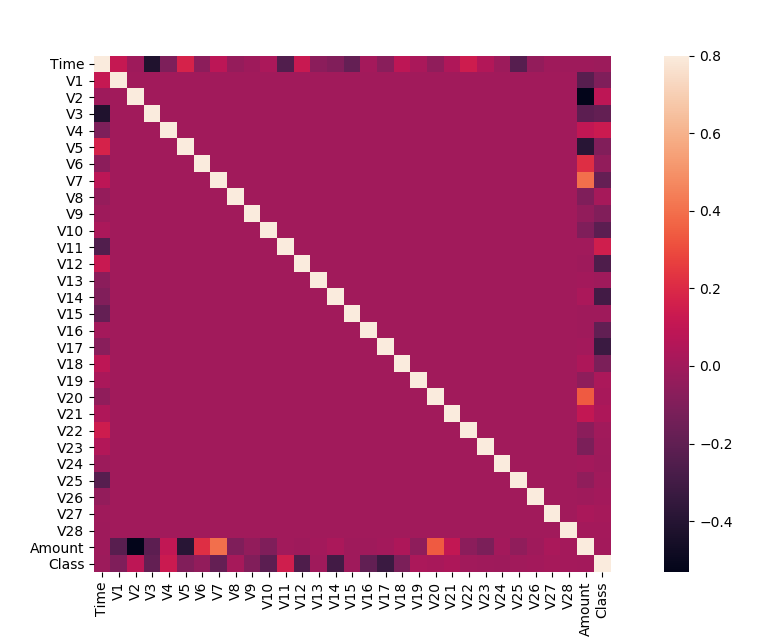 Time
V1
V2
V3
V4
V5
V6
V7
V8
V9
V10
V11
V12
V13
V14
V15
V16
V17
V18
V19
V20
V21
V22
V23
V24
V25
V26
V27
V28
Amount
Class
Time
V1
V2
V3
V4
V5
V6
V7
V8
V9
V10
V11
V12
V13
V14
V15
V16
V17
V18
V19
V20
V21
V22
V23
V24
V25
V26
V27
V28
Amount
Class
0.8
0.6
0.4
0.2
0.0
−0.2
−0.4